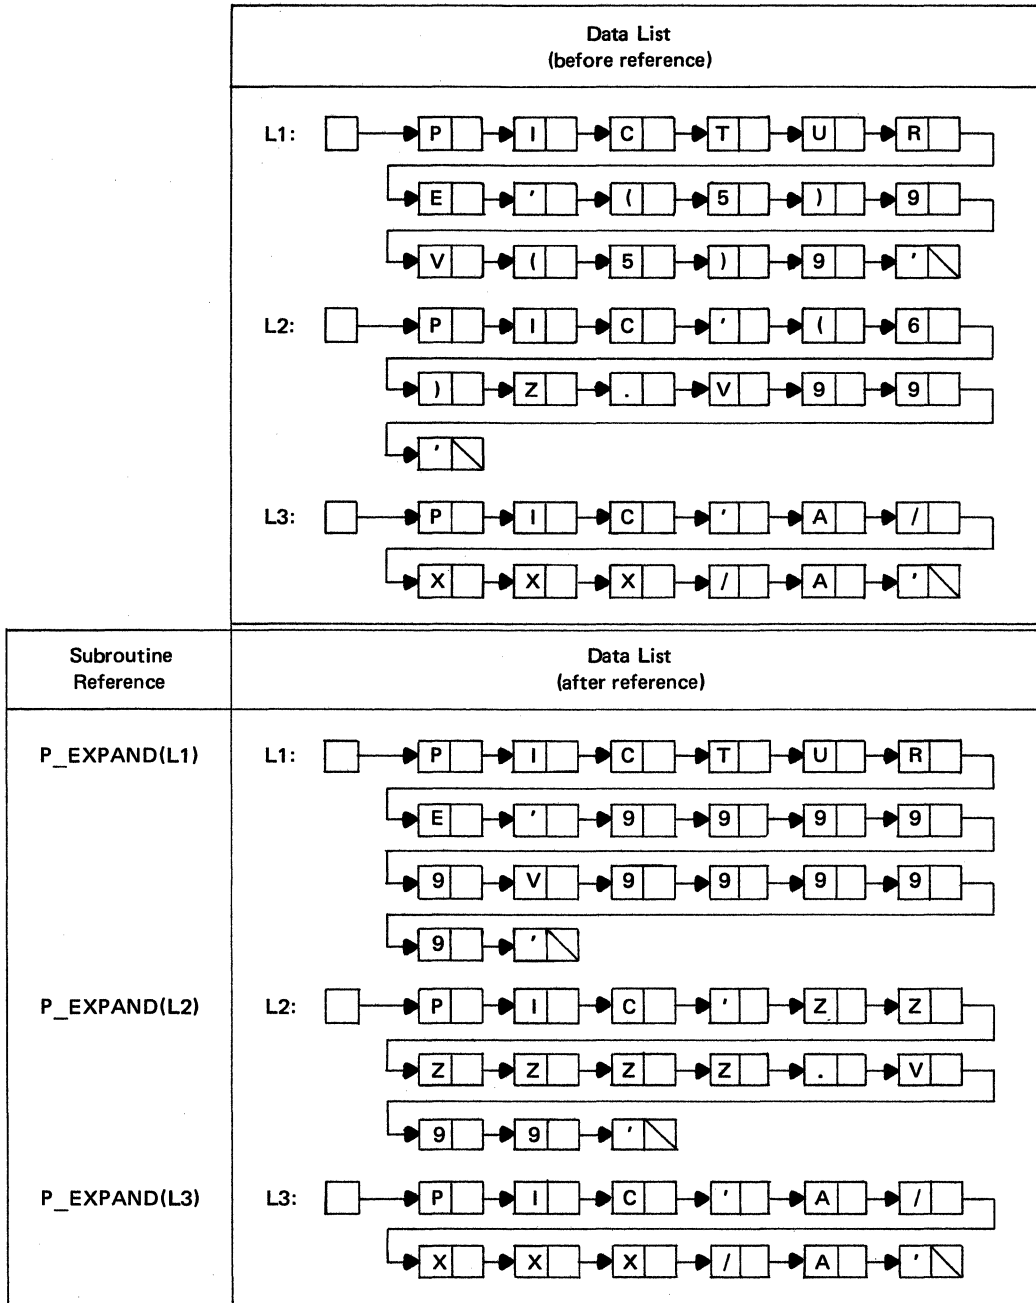 Data List
(before reference)
L1: P I C T U R
E ' ( 5 ) 9
V ( 5 ) 9 '
L2: P I C ' ( 6
) Z . V 9 9
'
L3: P I C ' A /
X X X / A '
Subroutine
Reference
Data List
(after reference)
P_EXPAND(L1) L1: P I C T U R
E ' 9 9 9 9
9 V 9 9 9 9
9 '
P_EXPAND(L2) L2: P I C ' Z Z
Z Z Z Z . V
9 9 '
P_EXPAND(L3) L3: P I C ' A /
X X X / A '